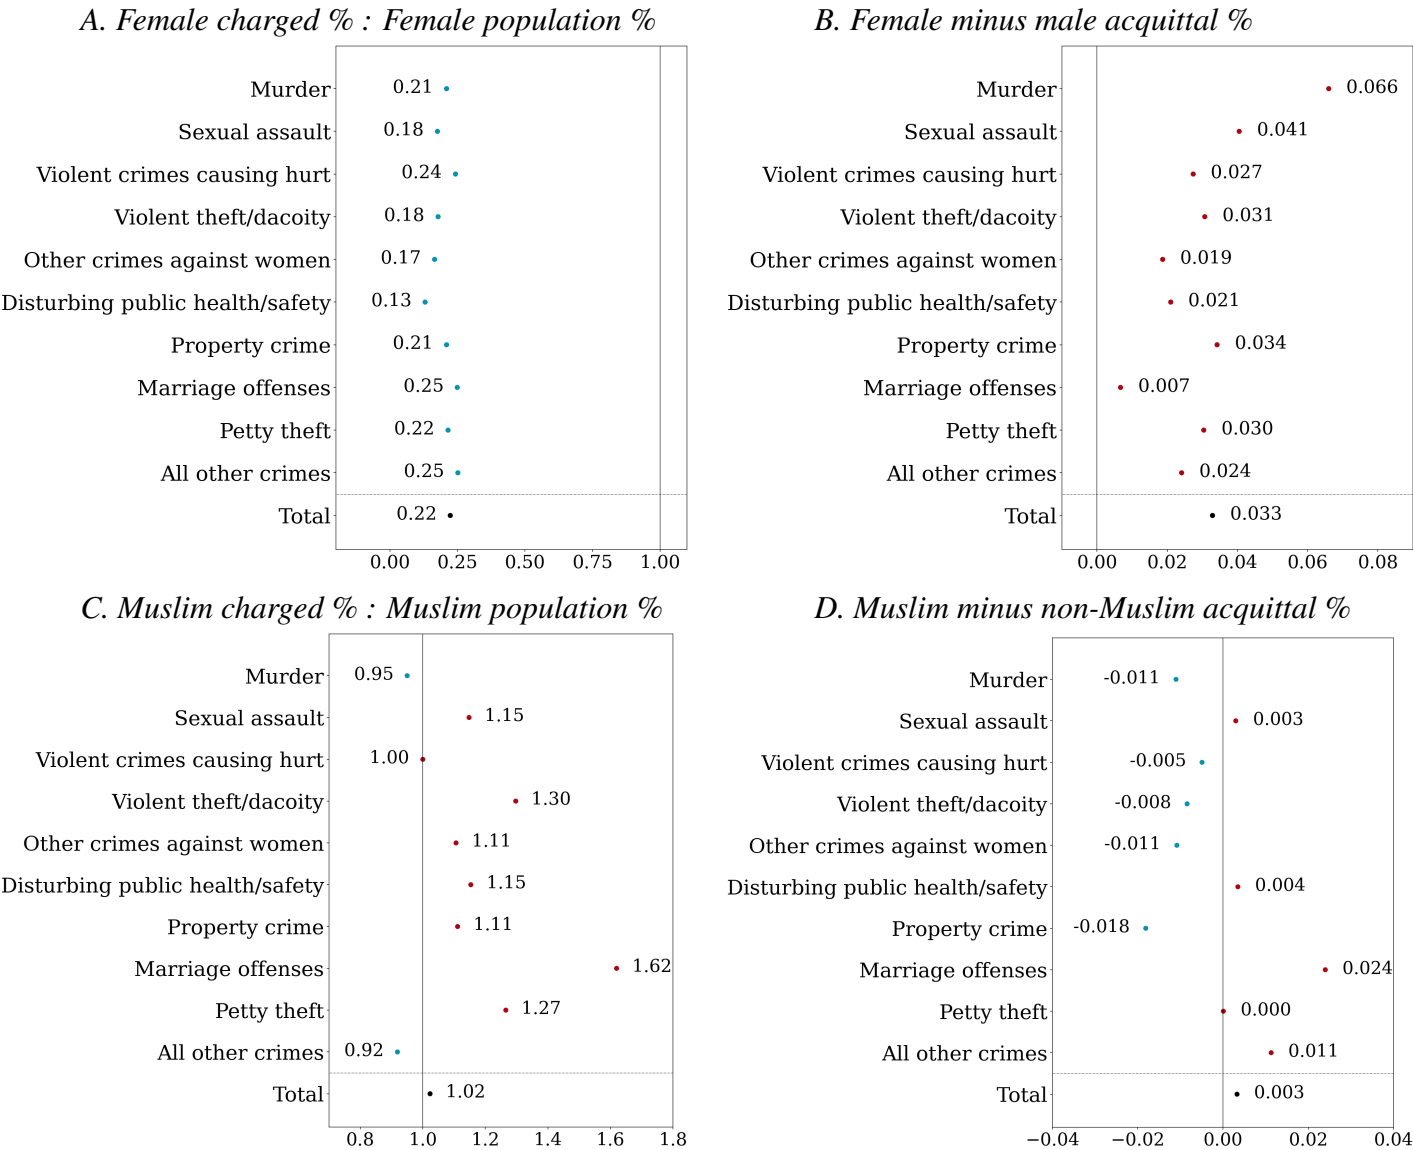 A. Female charged % : Female population %
Murder 0.21
Sexual assault 0.18
Violent crimes causing hurt 0.24
Violent theft/dacoity 0.18
Other crimes against women 0.17
Disturbing public health/safety 0.13
Property crime 0.21
Marriage offenses 0.25
Petty theft 0.22
All other crimes 0.25
Total 0.22
0.00 0.25 0.50 0.75 1.00
B. Female minus male acquittal %
Murder 0.066
Sexual assault 0.041
Violent crimes causing hurt 0.027
Violent theft/dacoity 0.031
Other crimes against women 0.019
Disturbing public health/safety 0.021
Property crime 0.034
Marriage offenses 0.007
Petty theft 0.030
All other crimes 0.024
Total 0.033
0.00 0.02 0.04 0.06 0.08
C. Muslim charged % : Muslim population %
Murder 0.95
Sexual assault 1.15
Violent crimes causing hurt 1.00
Violent theft/dacoity 1.30
Other crimes against women 1.11
Disturbing public health/safety 1.15
Property crime 1.11
Marriage offenses 1.62
Petty theft 1.27
All other crimes 0.92
Total 1.02
0.8 1.0 1.2 1.4 1.6 1.8
D. Muslim minus non-Muslim acquittal %
Murder -0.011
Sexual assault 0.003
Violent crimes causing hurt -0.005
Violent theft/dacoity -0.008
Other crimes against women -0.011
Disturbing public health/safety 0.004
Property crime -0.018
Marriage offenses 0.024
Petty theft 0.000
All other crimes 0.011
Total 0.003
−0.04 −0.02 0.00 0.02 0.04